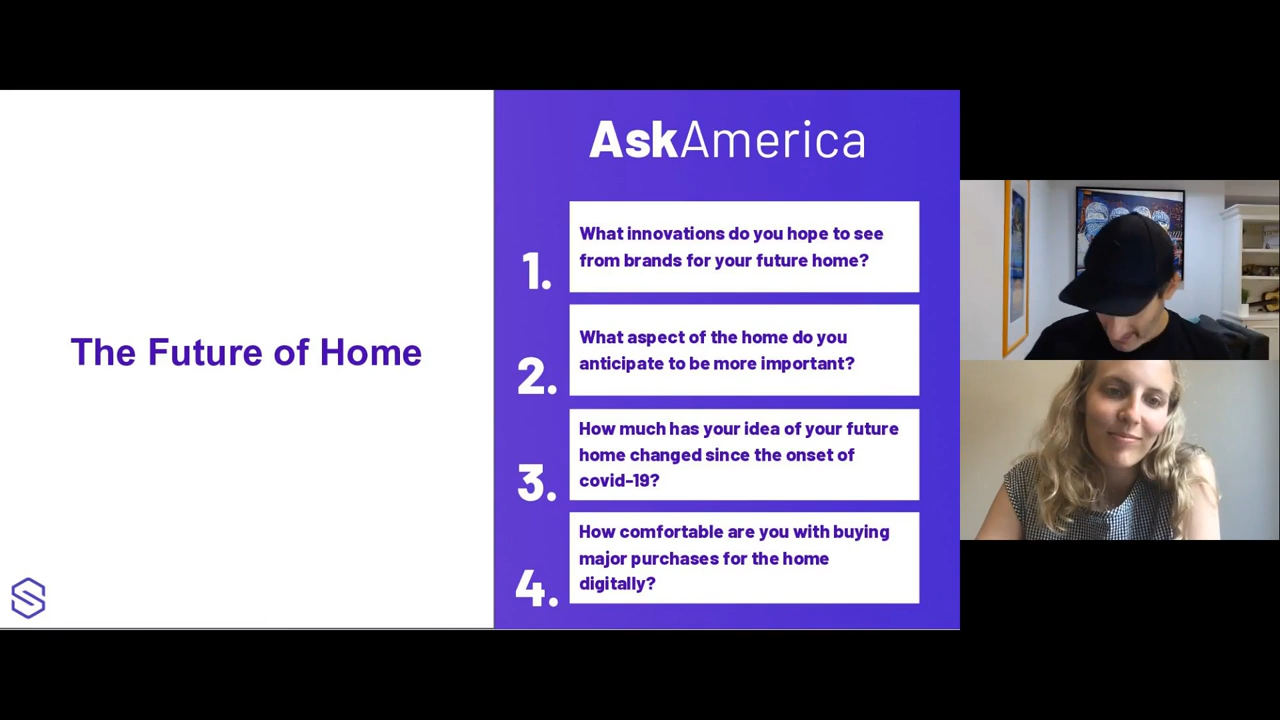 The Future of Home
AskAmerica
1.
What innovations do you hope to see
from brands for your future home?
2.
What aspect of the home do you
anticipate to be more important?
3.
How much has your idea of your future
home changed since the onset of
covid-19?
4.
How comfortable are you with buying
major purchases for the home
digitally?